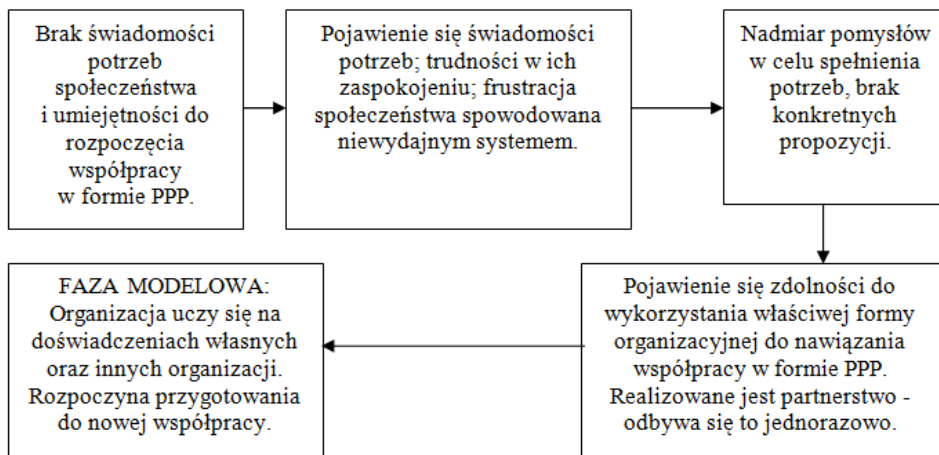 Brak świadomości
potrzeb
społeczeństwa
i umiejętności do
rozpoczęcia
współpracy
w formie PPP.
Pojawienie się świadomości
potrzeb; trudności w ich
zaspokojeniu; frustracja
społeczeństwa spowodowana
niewydajnym systemem.
Nadmiar pomysłów
w celu spełnienia
potrzeb, brak
konkretnych
propozycji.
Pojawienie się zdolności do
wykorzystania właściwej formy
organizacyjnej do nawiązania
współpracy w formie PPP.
Realizowane jest partnerstwo -
odbywa się to jednorazowo.
FAZA MODELOWA:
Organizacja uczy się na
doświadczeniach własnych
oraz innych organizacji.
Rozpoczyna przygotowania
do nowej współpracy.